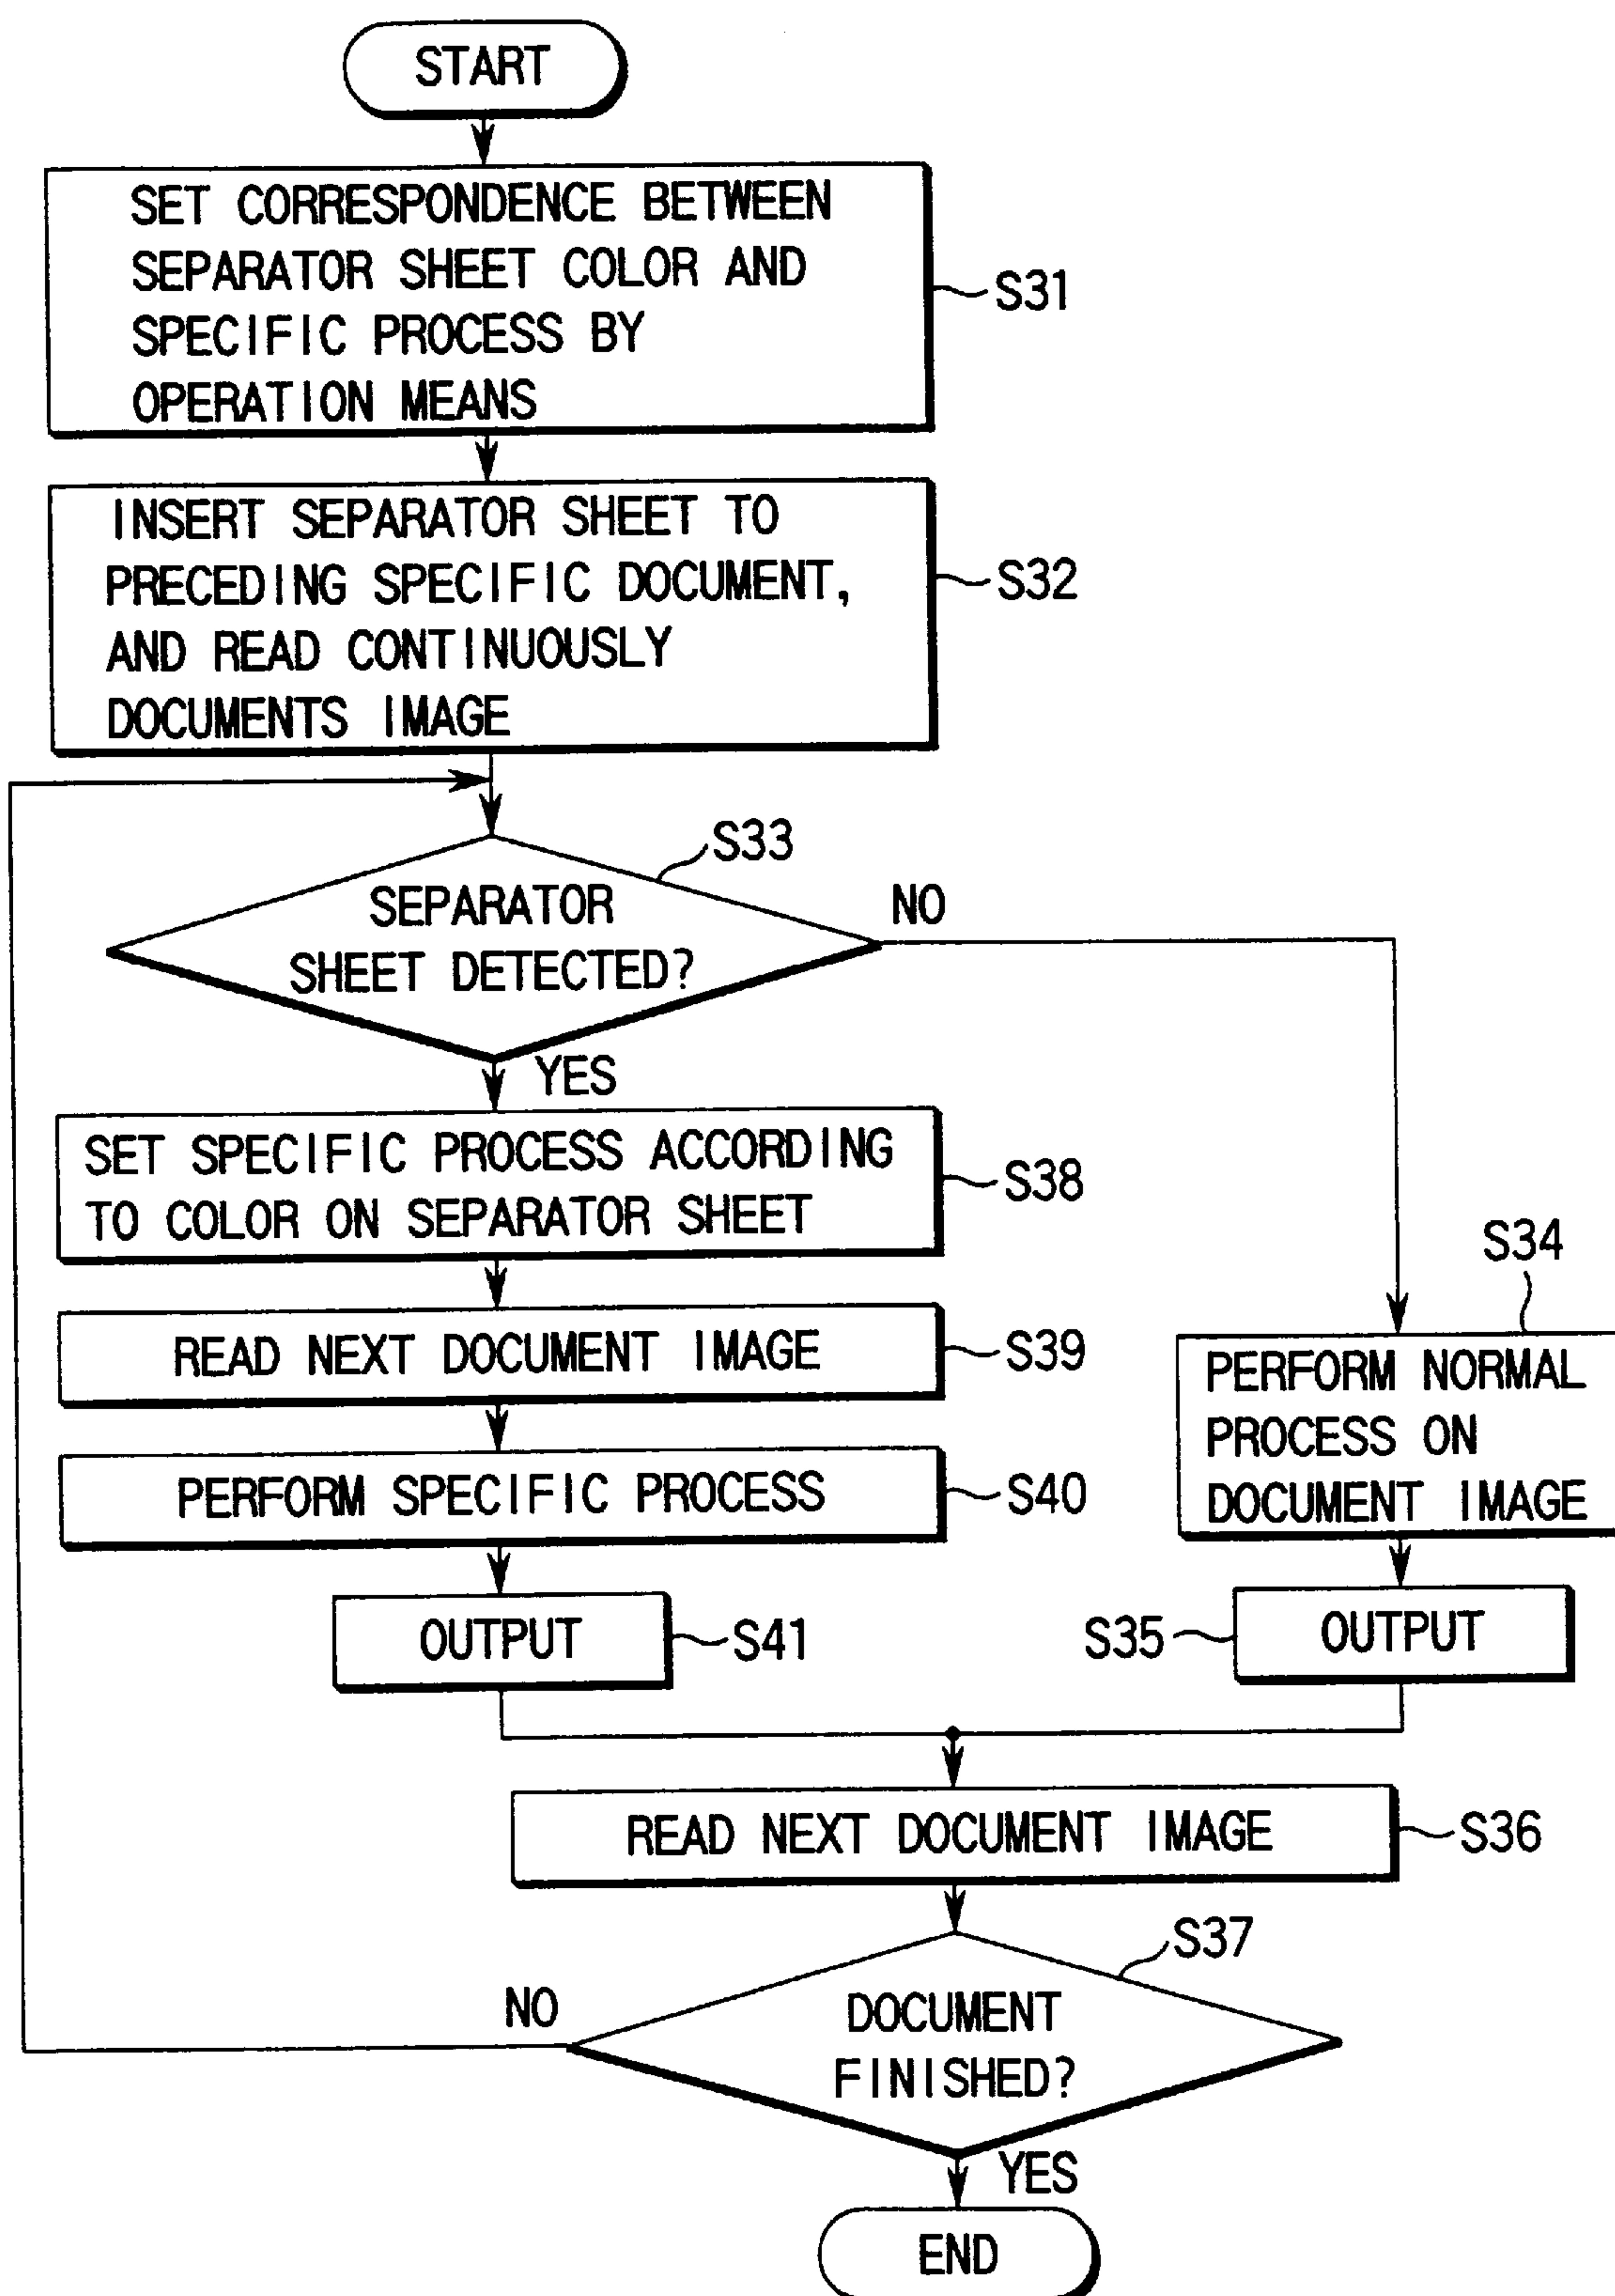 START
SET CORRESPONDENCE BETWEEN
SEPARATOR SHEET COLOR AND
SPECIFIC PROCESS BY
OPERATION MEANS
S31
INSERT SEPARATOR SHEET TO
PRECEDING SPECIFIC DOCUMENT,
AND READ CONTINUOUSLY
DOCUMENTS IMAGE
S32
S33
SEPARATOR
SHEET DETECTED?
NO
YES
SET SPECIFIC PROCESS ACCORDING
TO COLOR ON SEPARATOR SHEET
S38
READ NEXT DOCUMENT IMAGE
S39
PERFORM SPECIFIC PROCESS
S40
OUTPUT
S41
S34
PERFORM NORMAL
PROCESS ON
DOCUMENT IMAGE
S35
OUTPUT
READ NEXT DOCUMENT IMAGE
S36
S37
DOCUMENT
FINISHED?
NO
YES
END